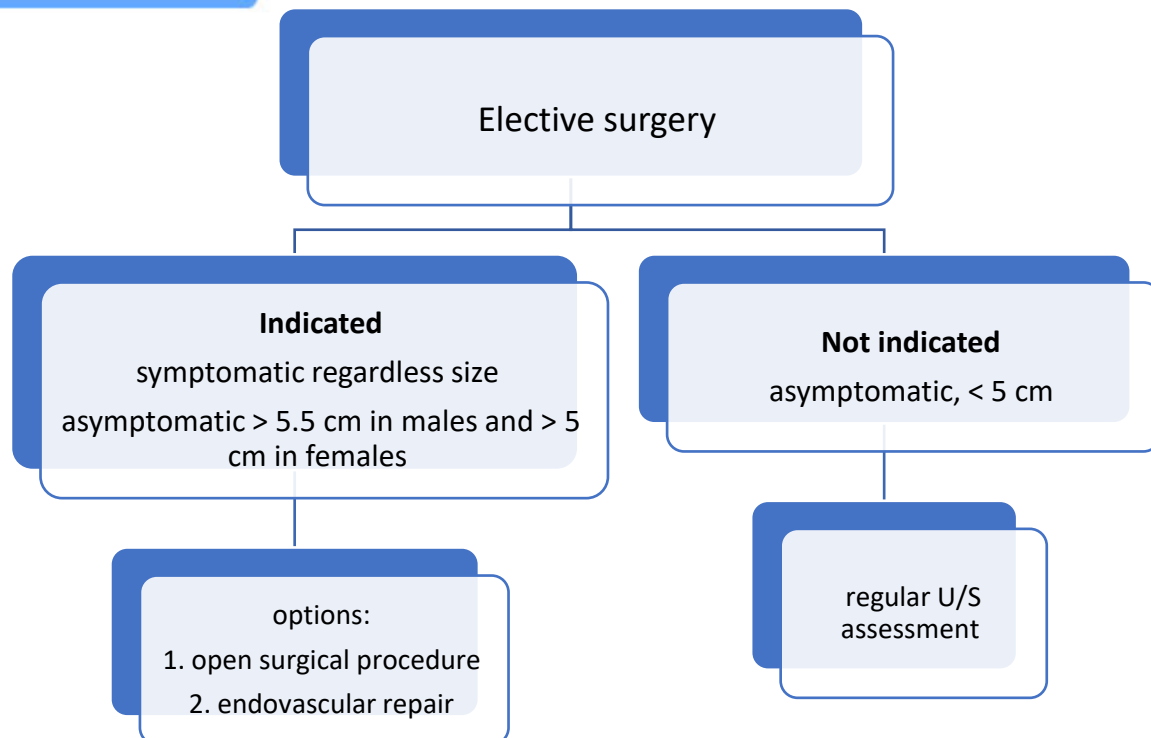 Elective surgery
Indicated
symptomatic regardless size
asymptomatic > 5.5 cm in males and > 5
cm in females
Not indicated
asymptomatic, < 5 cm
options:
1. open surgical procedure
2. endovascular repair
regular U/S
assessment